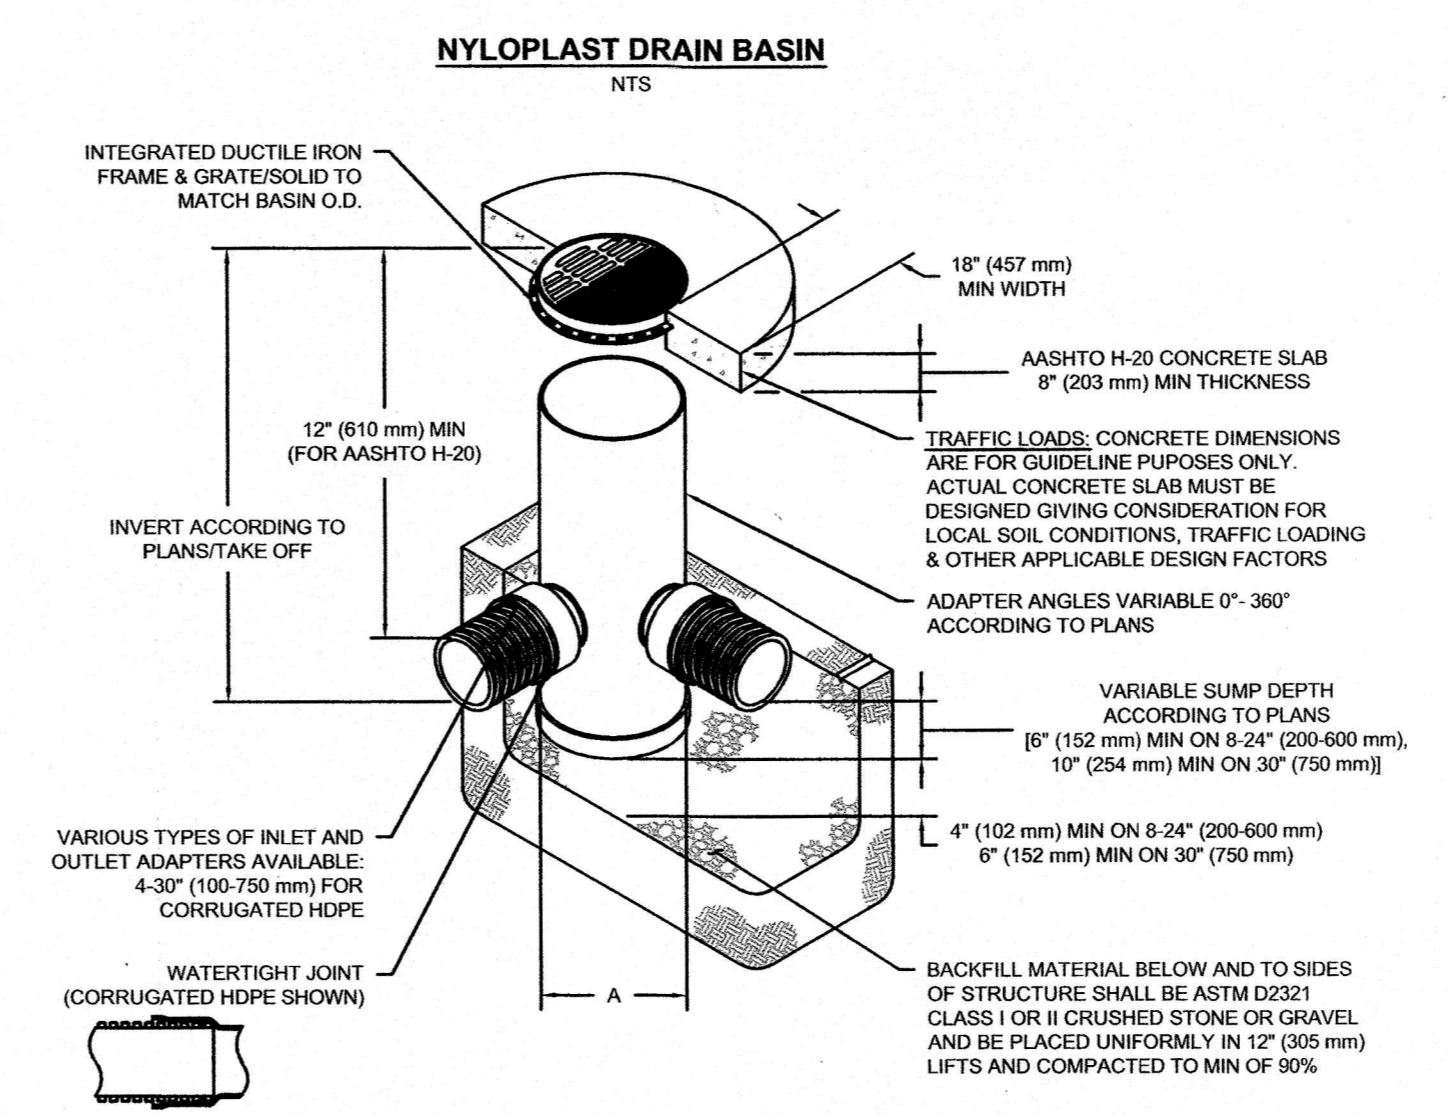 NYLOPLAST DRAIN BASIN
NTS
INTEGRATED DUCTILE IRON
FRAME & GRATE/SOLID TO
MATCH BASIN O.D.
18" (457 mm)
MIN WIDTH
AASHTO H-20 CONCRETE SLAB
8" (203 mm) MIN THICKNESS
12" (610 mm) MIN
(FOR AASHTO H-20)
TRAFFIC LOADS: CONCRETE DIMENSIONS
ARE FOR GUIDELINE PUPOSES ONLY.
ACTUAL CONCRETE SLAB MUST BE
DESIGNED GIVING CONSIDERATION FOR
LOCAL SOIL CONDITIONS, TRAFFIC LOADING
& OTHER APPLICABLE DESIGN FACTORS
INVERT ACCORDING TO
PLANS/TAKE OFF
ADAPTER ANGLES VARIABLE 0°- 360°
ACCORDING TO PLANS
VARIABLE SUMP DEPTH
ACCORDING TO PLANS
[6" (152 mm) MIN ON 8-24" (200-600 mm),
10" (254 mm) MIN ON 30" (750 mm)]
4" (102 mm) MIN ON 8-24" (200-600 mm)
6" (152 mm) MIN ON 30" (750 mm)
VARIOUS TYPES OF INLET AND
OUTLET ADAPTERS AVAILABLE:
4-30" (100-750 mm) FOR
CORRUGATED HDPE
WATERTIGHT JOINT
(CORRUGATED HDPE SHOWN)
A
BACKFILL MATERIAL BELOW AND TO SIDES
OF STRUCTURE SHALL BE ASTM D2321
CLASS I OR II CRUSHED STONE OR GRAVEL
AND BE PLACED UNIFORMLY IN 12" (305 mm)
LIFTS AND COMPACTED TO MIN OF 90%